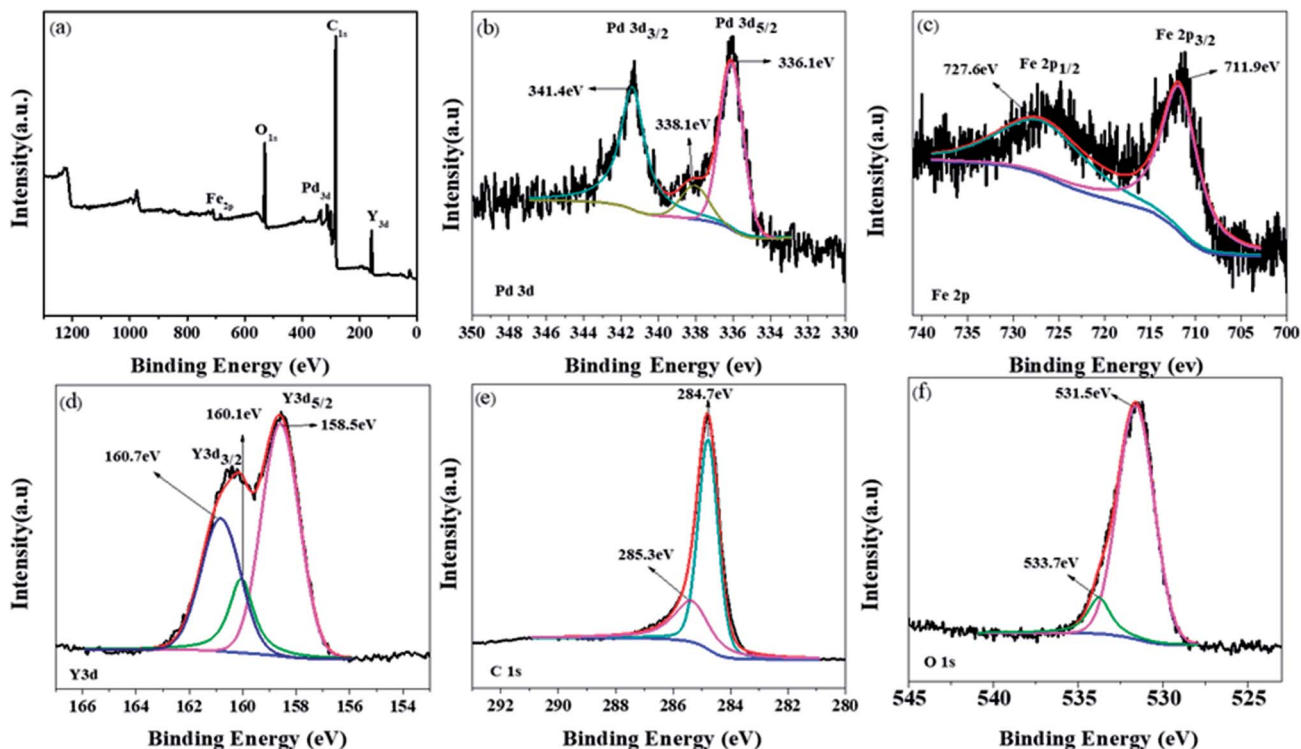 (a)
C1s
O1s
Fe2p
Pd3d
Y3d
Intensity(a.u.)
1200 1000 800 600 400 200 0
Binding Energy (eV)
(b)
Pd 3d3/2
Pd 3d5/2
341.4eV
338.1eV
336.1eV
Pd 3d
Intensity(a.u)
350 348 346 344 342 340 338 336 334 332 330
Binding Energy (ev)
(c)
Fe 2p3/2
727.6eV
Fe 2p1/2
711.9eV
Fe 2p
Intensity(a.u)
740 735 730 725 720 715 710 705 700
Binding Energy (ev)
(d)
Y3d5/2
160.1eV
158.5eV
Y3d3/2
160.7eV
Y3d
Intensity(a.u)
166 164 162 160 158 156 154
Binding Energy (eV)
(e)
284.7eV
285.3eV
C 1s
Intensity(a.u)
292 290 288 286 284 282 280
Binding Energy (eV)
(f)
531.5eV
533.7eV
O 1s
Intensity(a.u)
545 540 535 530 525
Binding Energy (eV)